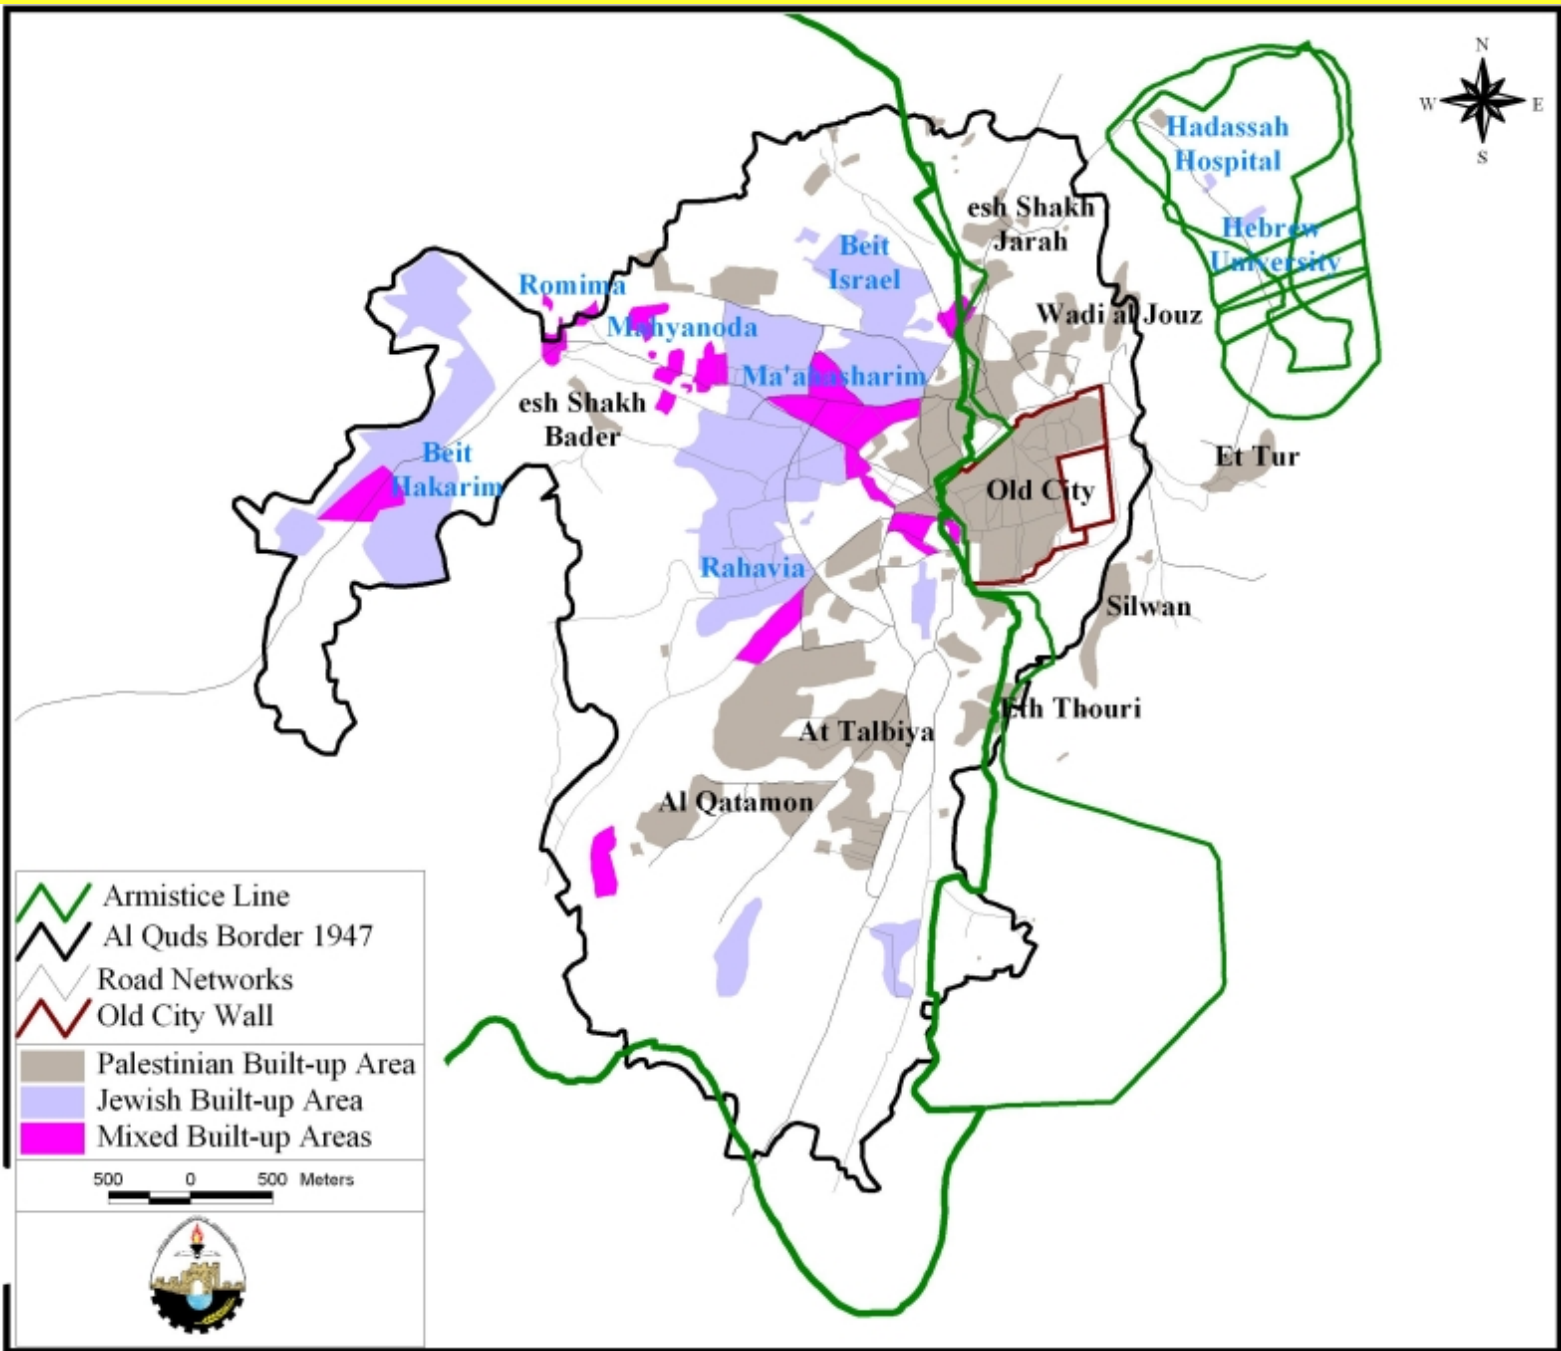 N
W E
S
Hadassah
Hospital
esh Shakh
Jarah
Hebrew
University
Beit
Israel
Romima
Wadi al Jouz
Mahyanoda
Ma'ahasharim
esh Shakh
Bader
Beit
Hakarim
Et Tur
Old City
Rahavia
Silwan
Eth Thouri
At Talbiya
Al Qatamon
Armistice Line
Al Quds Border 1947
Road Networks
Old City Wall
Palestinian Built-up Area
Jewish Built-up Area
Mixed Built-up Areas
500 0 500 Meters